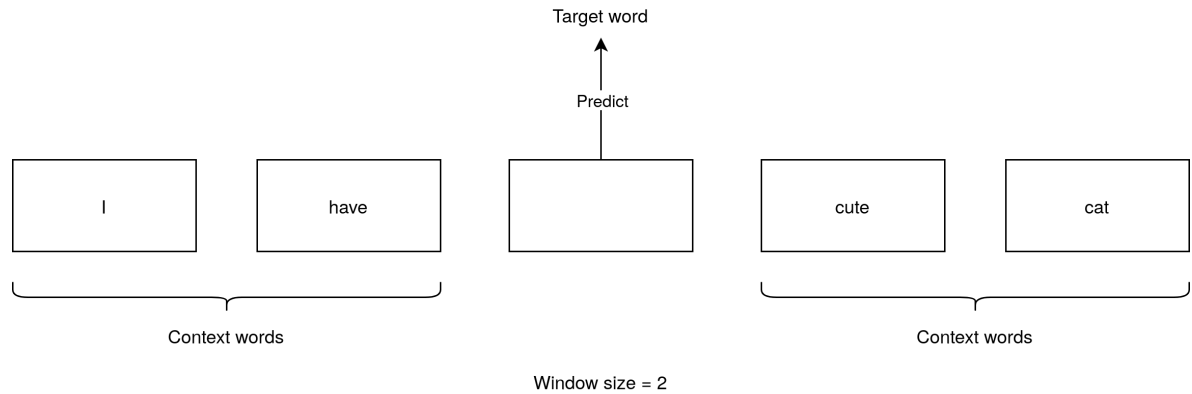 Target word
Predict
I
have
cute
cat
Context words
Context words
Window size = 2